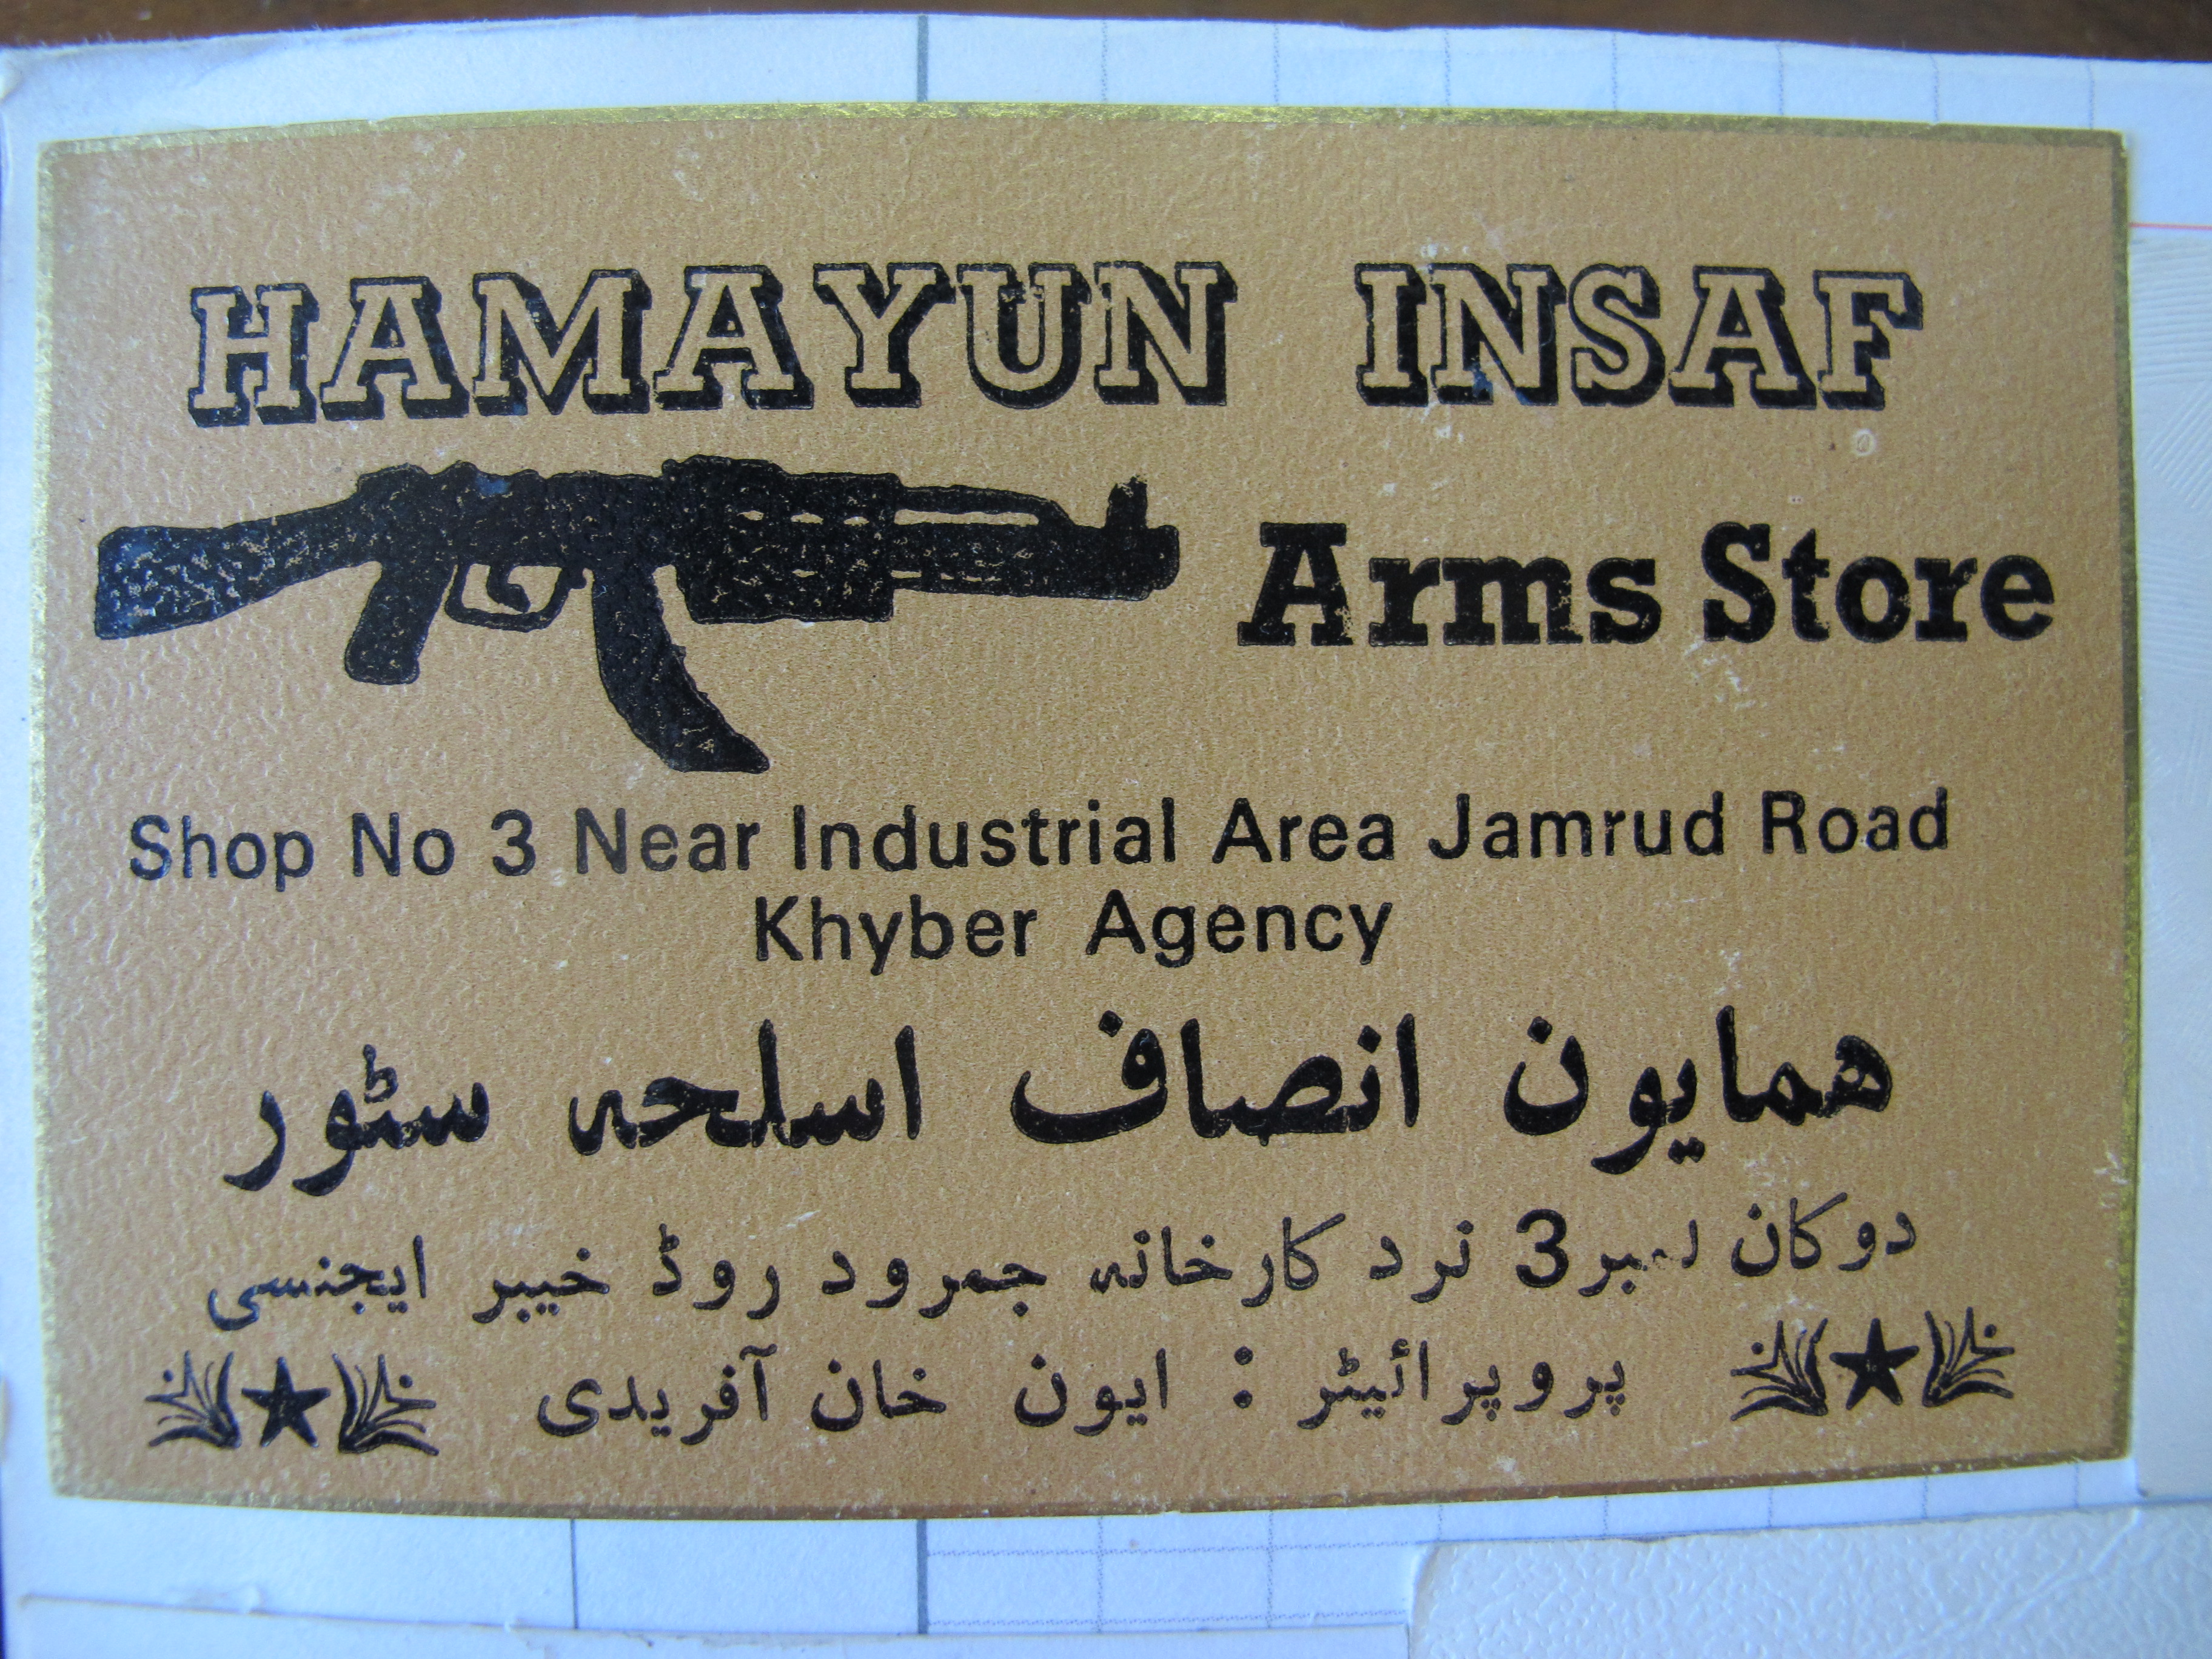 HAMAYUN INSAF
Arms Store
Shop No 3 Near Industrial Area Jamrud Road
Khyber Agency
همایون انصاف اسلحہ سٹور
دوکان نمبر 3 نزد کارخانہ جمرود روڈ خیبر ایجنسی
پروپرائیٹر : ایون خان آفریدی